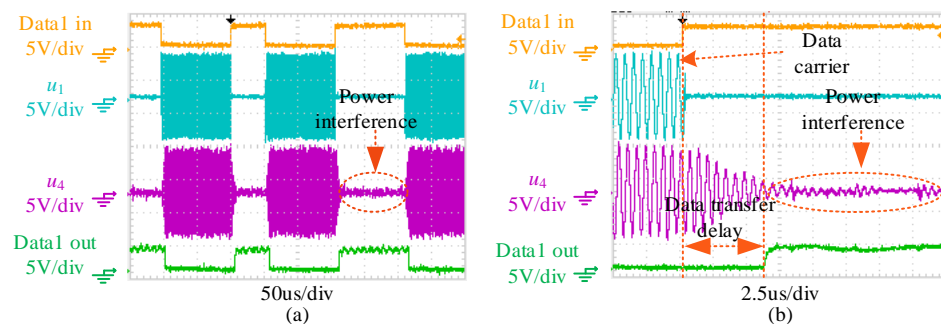 Data1 in
5V/div
u1
5V/div
u4
5V/div
Data1 out
5V/div
Power
interference
50us/div
(a)
Data1 in
5V/div
u1
5V/div
u4
5V/div
Data1 out
5V/div
Data
carrier
Power
interference
Data transfer
delay
2.5us/div
(b)